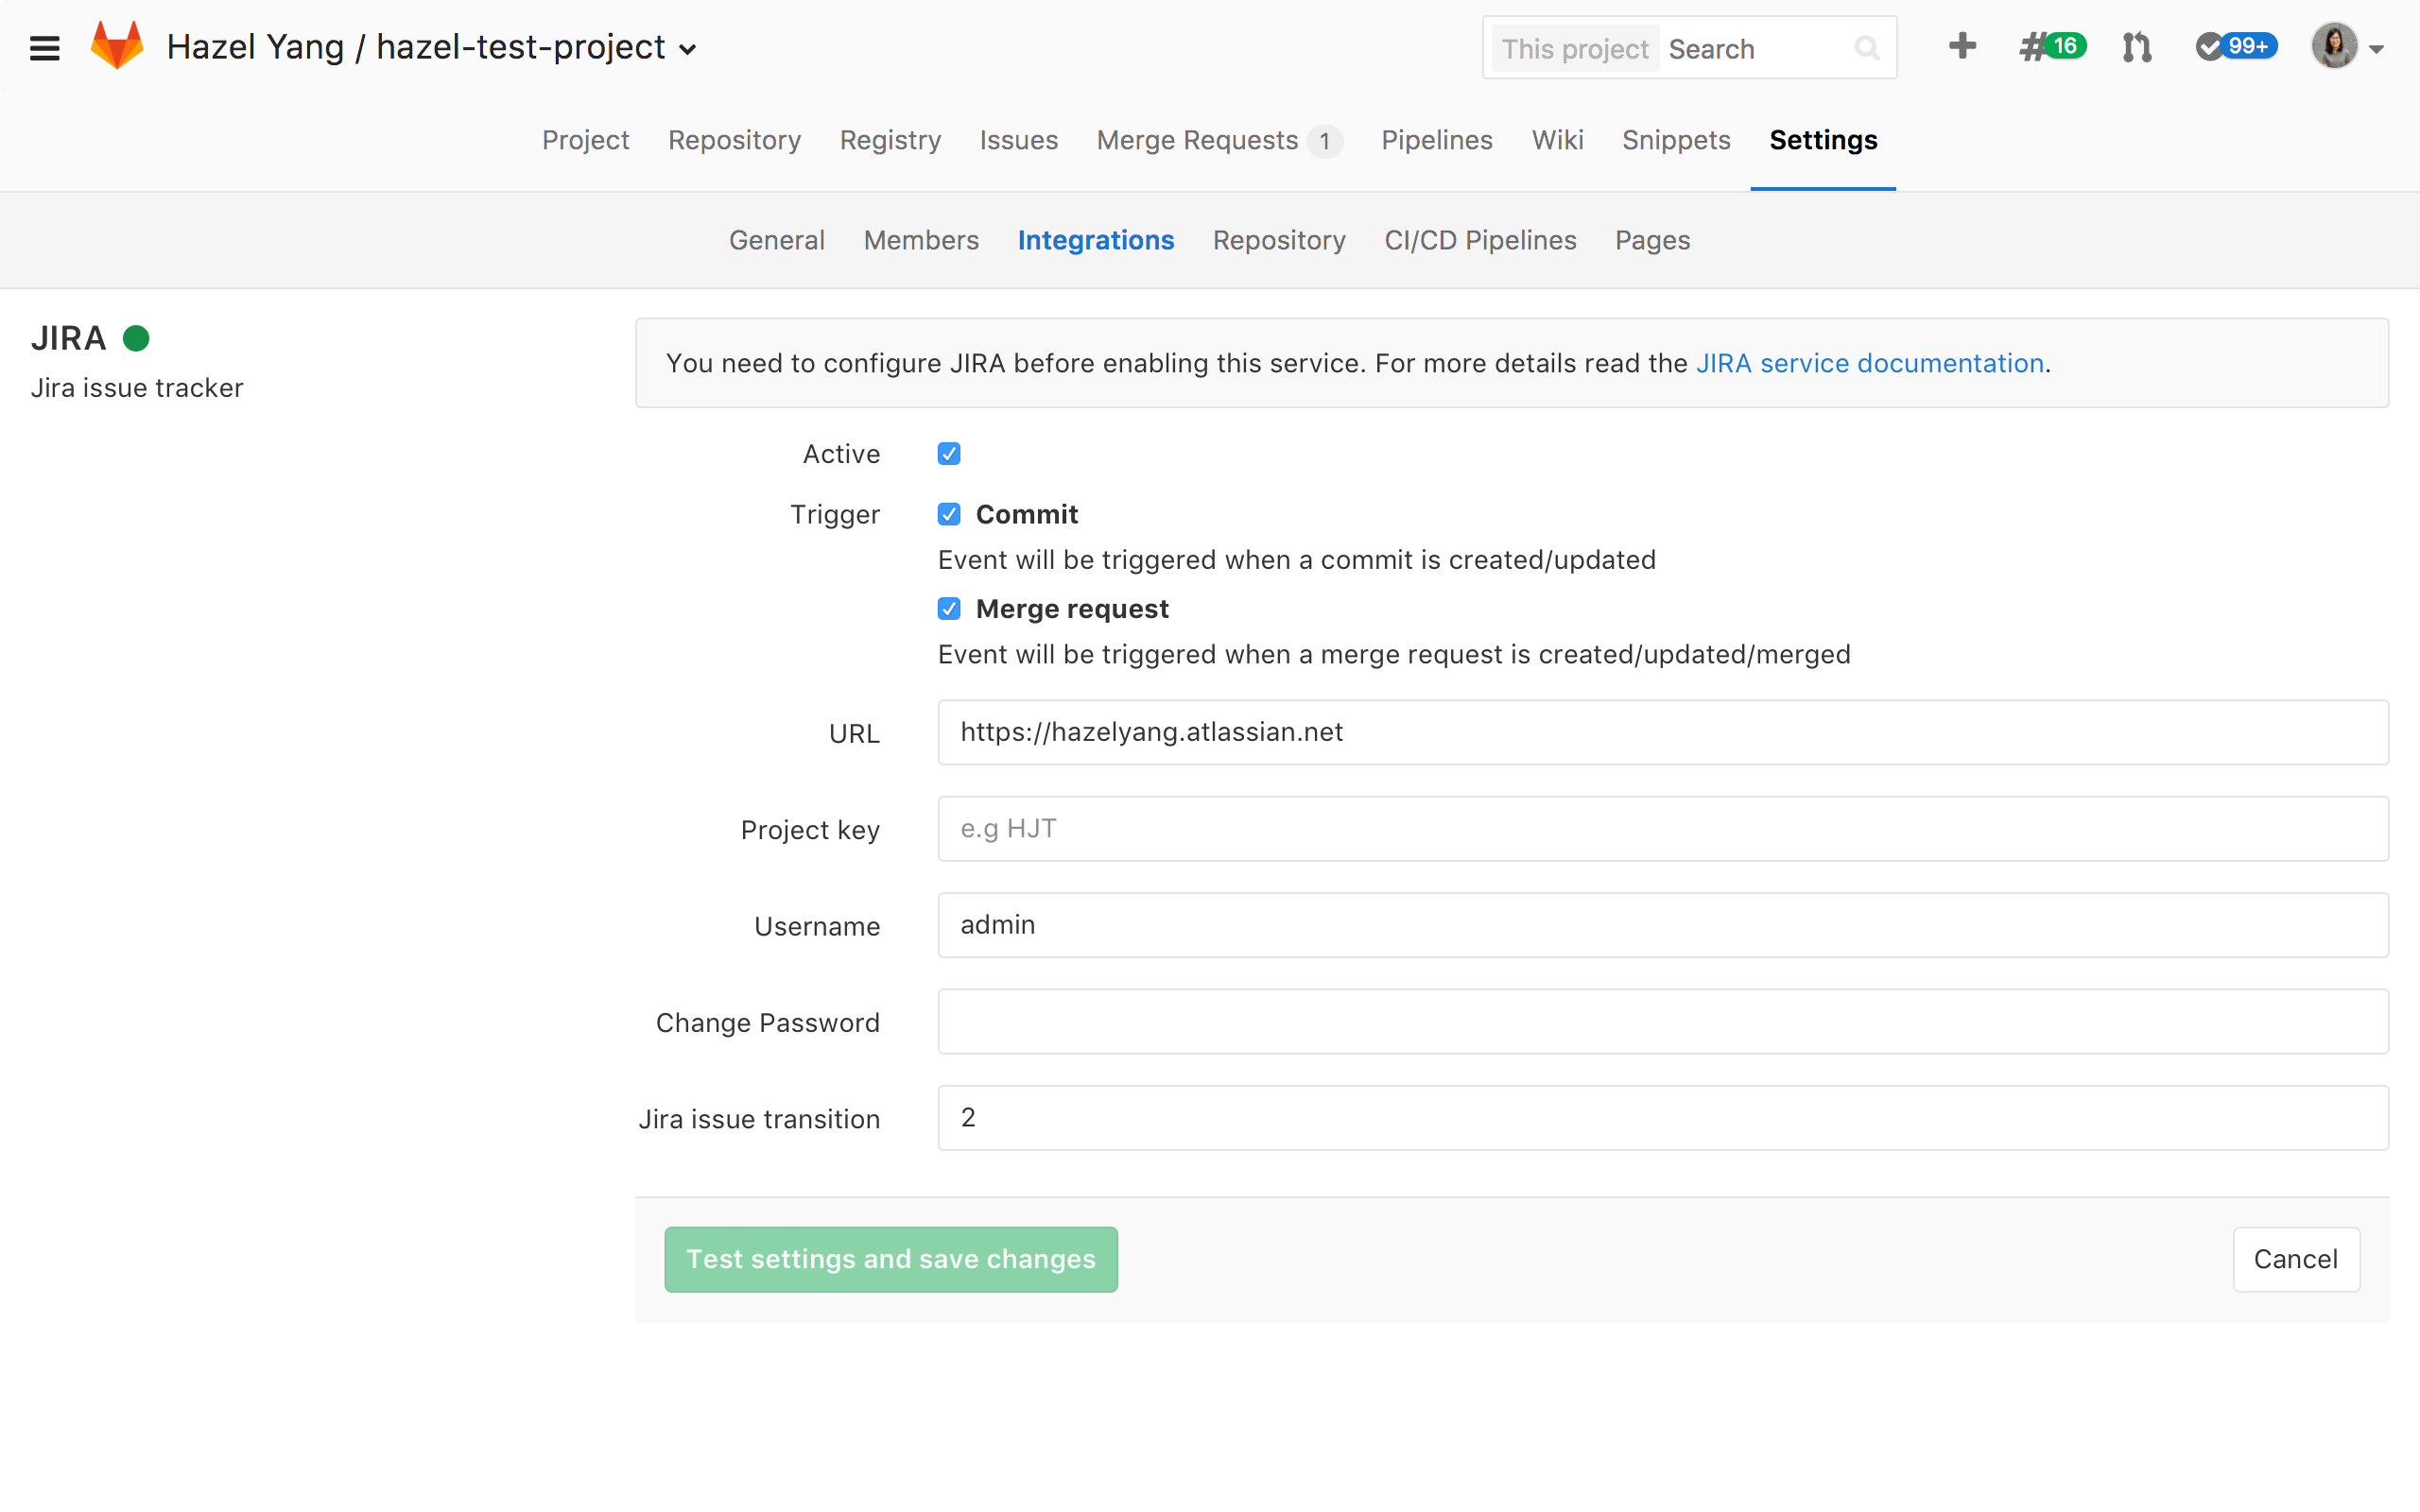 Hazel Yang / hazel-test-project
This project Search
16
99+
Project Repository Registry Issues Merge Requests 1 Pipelines Wiki Snippets Settings
General Members Integrations Repository CI/CD Pipelines Pages
JIRA
Jira issue tracker
You need to configure JIRA before enabling this service. For more details read the JIRA service documentation.
Active
Trigger Commit
Event will be triggered when a commit is created/updated
Merge request
Event will be triggered when a merge request is created/updated/merged
URL https://hazelyang.atlassian.net
Project key e.g HJT
Username admin
Change Password
Jira issue transition 2
Test settings and save changes Cancel